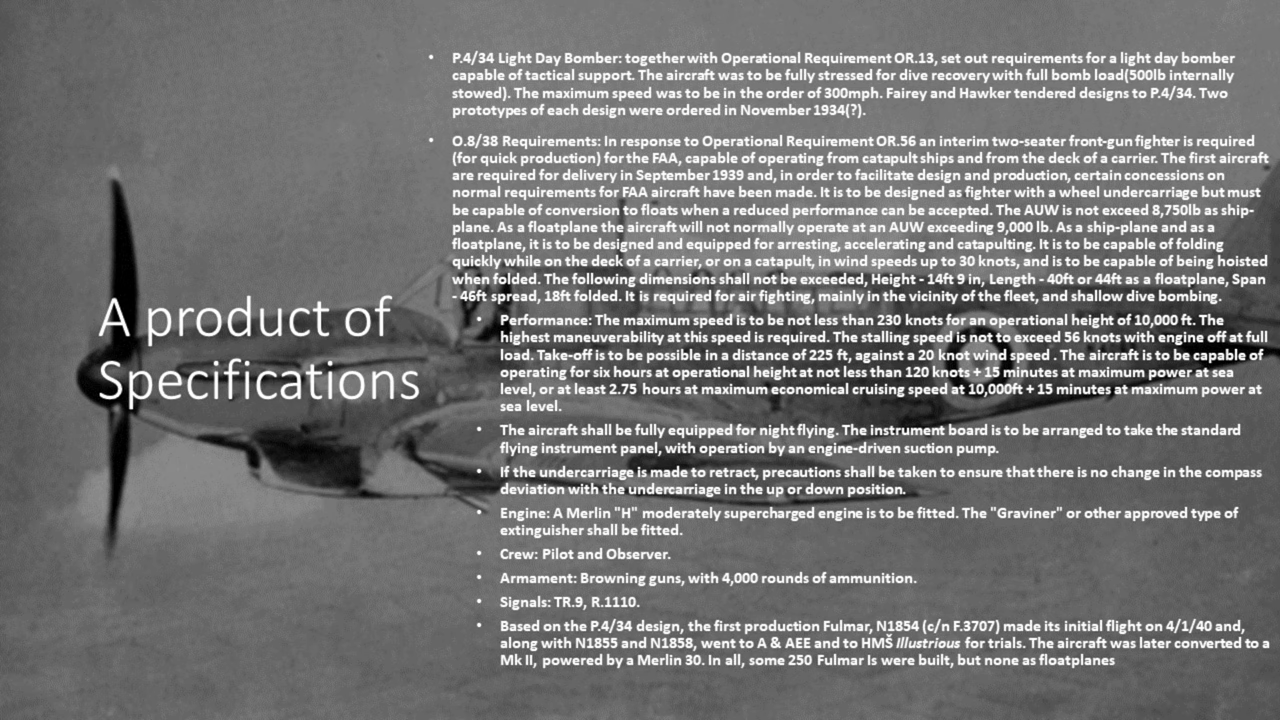 A product of
Specifications
• P.4/34 Light Day Bomber: together with Operational Requirement OR.13, set out requirements for a light day bomber
capable of tactical support. The aircraft was to be fully stressed for dive recovery with full bomb load(500lb internally
stowed). The maximum speed was to be in the order of 300mph. Fairey and Hawker tendered designs to P.4/34. Two
prototypes of each design were ordered in November 1934(?).
• O.8/38 Requirements: In response to Operational Requirement OR.56 an interim two-seater front-gun fighter is required
(for quick production) for the FAA, capable of operating from catapult ships and from the deck of a carrier. The first aircraft
are required for delivery in September 1939 and, in order to facilitate design and production, certain concessions on
normal requirements for FAA aircraft have been made. It is to be designed as fighter with a wheel undercarriage but must
be capable of conversion to floats when a reduced performance can be accepted. The AUW is not exceed 8,750lb as ship-
plane. As a floatplane the aircraft will not normally operate at an AUW exceeding 9,000 lb. As a ship-plane and as a
floatplane, it is to be designed and equipped for arresting, accelerating and catapulting. It is to be capable of folding
quickly while on the deck of a carrier, or on a catapult, in wind speeds up to 30 knots, and is to be capable of being hoisted
when folded. The following dimensions shall not be exceeded, Height - 14ft 9 in, Length - 40ft or 44ft as a floatplane, Span
- 46ft spread, 18ft folded. It is required for air fighting, mainly in the vicinity of the fleet, and shallow dive bombing.
• Performance: The maximum speed is to be not less than 230 knots for an operational height of 10,000 ft. The
highest maneuverability at this speed is required. The stalling speed is not to exceed 56 knots with engine off at full
load. Take-off is to be possible in a distance of 225 ft, against a 20 knot wind speed . The aircraft is to be capable of
operating for six hours at operational height at not less than 120 knots + 15 minutes at maximum power at sea
level, or at least 2.75 hours at maximum economical cruising speed at 10,000ft + 15 minutes at maximum power at
sea level.
• The aircraft shall be fully equipped for night flying. The instrument board is to be arranged to take the standard
flying instrument panel, with operation by an engine-driven suction pump.
• If the undercarriage is made to retract, precautions shall be taken to ensure that there is no change in the compass
deviation with the undercarriage in the up or down position.
• Engine: A Merlin "H" moderately supercharged engine is to be fitted. The "Graviner" or other approved type of
extinguisher shall be fitted.
• Crew: Pilot and Observer.
• Armament: Browning guns, with 4,000 rounds of ammunition.
• Signals: TR.9, R.1110.
• Based on the P.4/34 design, the first production Fulmar, N1854 (c/n F.3707) made its initial flight on 4/1/40 and,
along with N1855 and N1858, went to A & AEE and to HMŠ Illustrious for trials. The aircraft was later converted to a
Mk II, powered by a Merlin 30. In all, some 250 Fulmar Is were built, but none as floatplanes